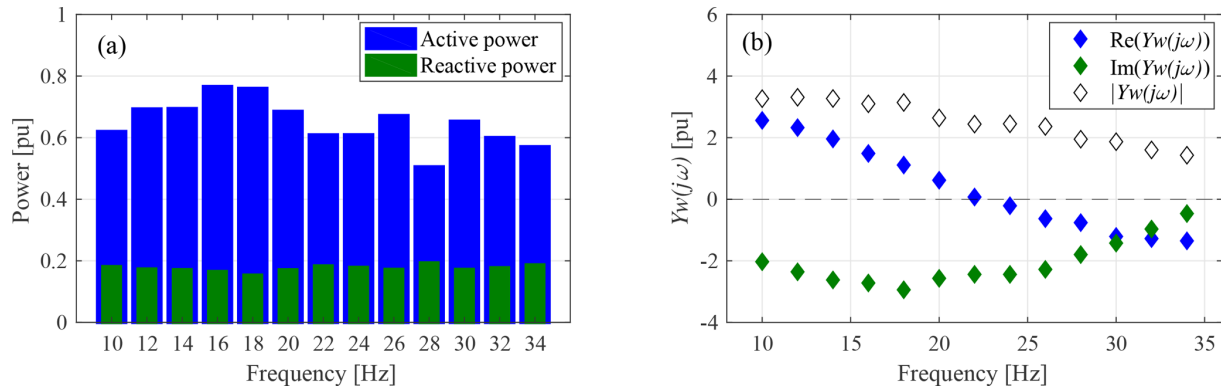 (a)
Active power
Reactive power
1
0.8
0.6
0.4
0.2
0
Power [pu]
10 12 14 16 18 20 22 24 26 28 30 32 34
Frequency [Hz]
(b)
Re(Yw(jω))
Im(Yw(jω))
|Yw(jω)|
6
4
2
0
-2
-4
Yw(jω) [pu]
10 15 20 25 30 35
Frequency [Hz]